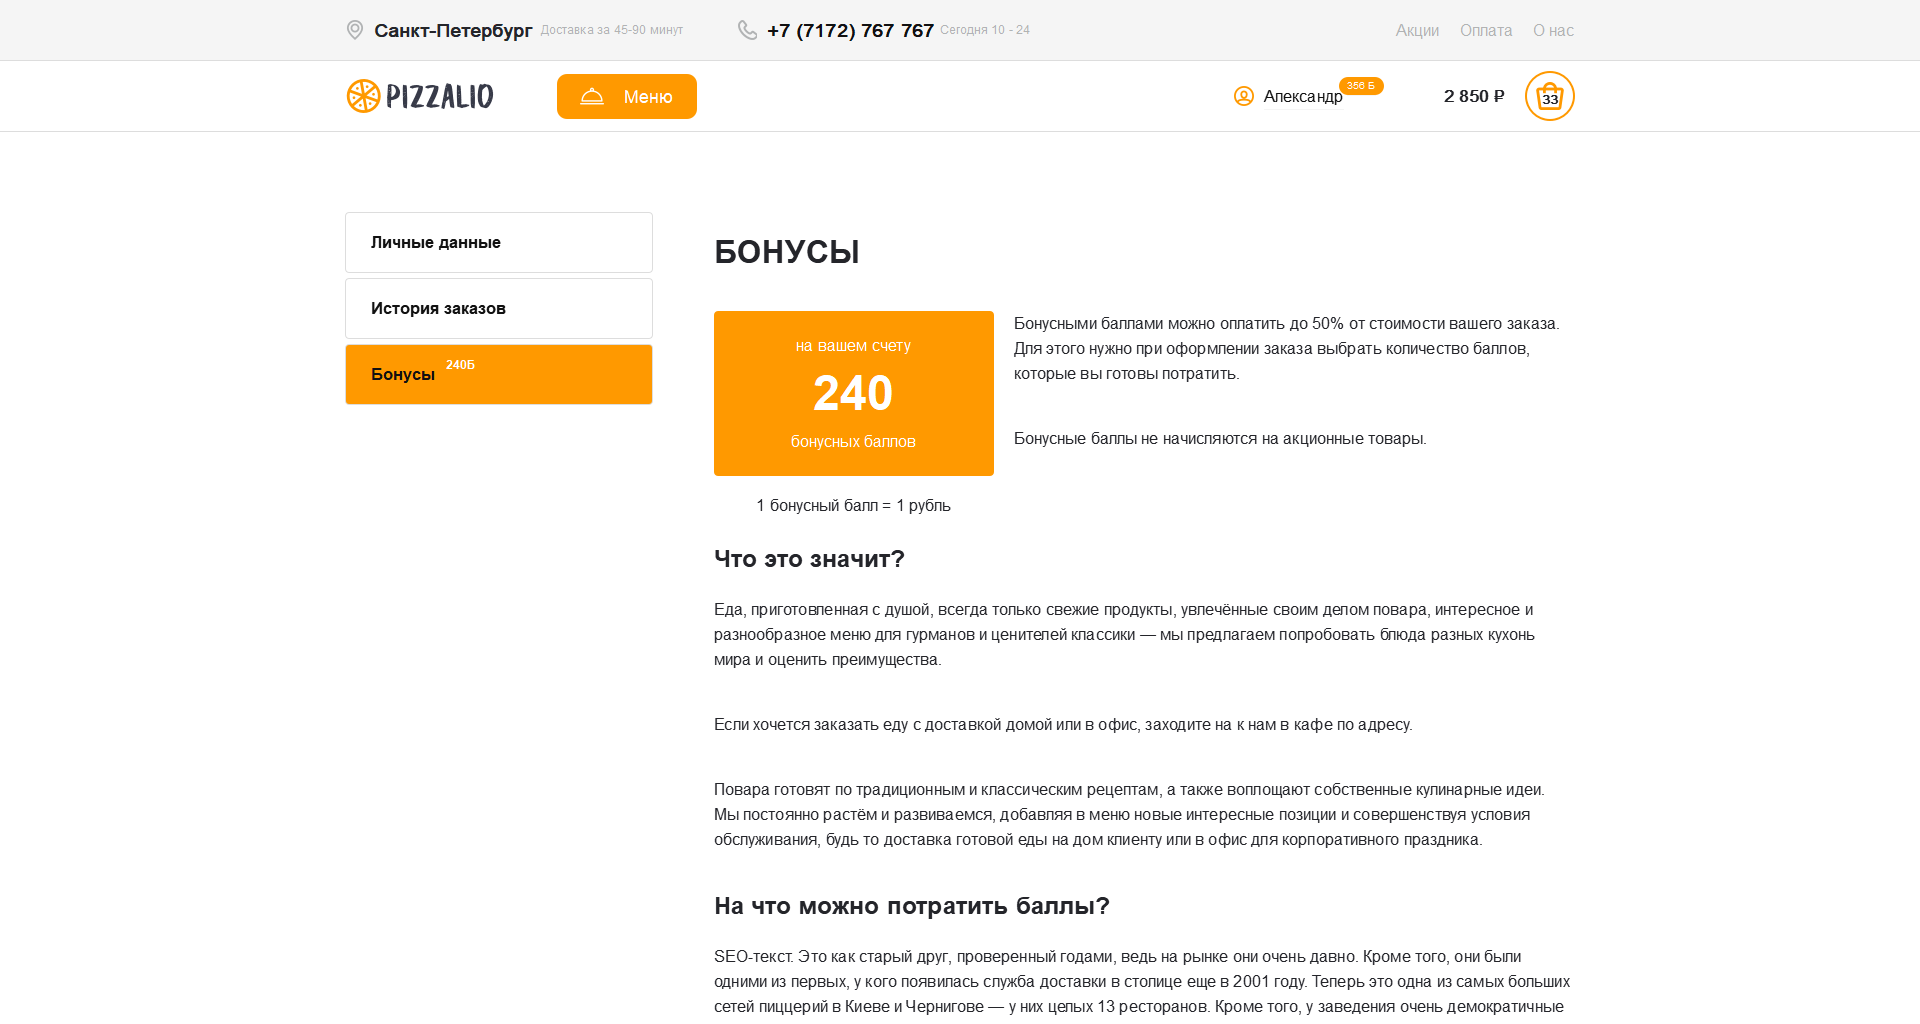 Санкт-Петербург Доставка за 45-90 минут +7 (7172) 767 767 Сегодня 10 - 24 Акции Оплата О нас
PIZZALIO Меню Александр 356 Б 2 850 ₽ 33
Личные данные
История заказов
Бонусы 240Б
БОНУСЫ
на вашем счету
240
бонусных баллов
1 бонусный балл = 1 рубль
Бонусными баллами можно оплатить до 50% от стоимости вашего заказа.
Для этого нужно при оформлении заказа выбрать количество баллов,
которые вы готовы потратить.
Бонусные баллы не начисляются на акционные товары.
Что это значит?
Еда, приготовленная с душой, всегда только свежие продукты, увлечённые своим делом повара, интересное и
разнообразное меню для гурманов и ценителей классики — мы предлагаем попробовать блюда разных кухонь
мира и оценить преимущества.
Если хочется заказать еду с доставкой домой или в офис, заходите на к нам в кафе по адресу.
Повара готовят по традиционным и классическим рецептам, а также воплощают собственные кулинарные идеи.
Мы постоянно растём и развиваемся, добавляя в меню новые интересные позиции и совершенствуя условия
обслуживания, будь то доставка готовой еды на дом клиенту или в офис для корпоративного праздника.
На что можно потратить баллы?
SEO-текст. Это как старый друг, проверенный годами, ведь на рынке они очень давно. Кроме того, они были
одними из первых, у кого появилась служба доставки в столице еще в 2001 году. Теперь это одна из самых больших
сетей пиццерий в Киеве и Чернигове — у них целых 13 ресторанов. Кроме того, у заведения очень демократичные